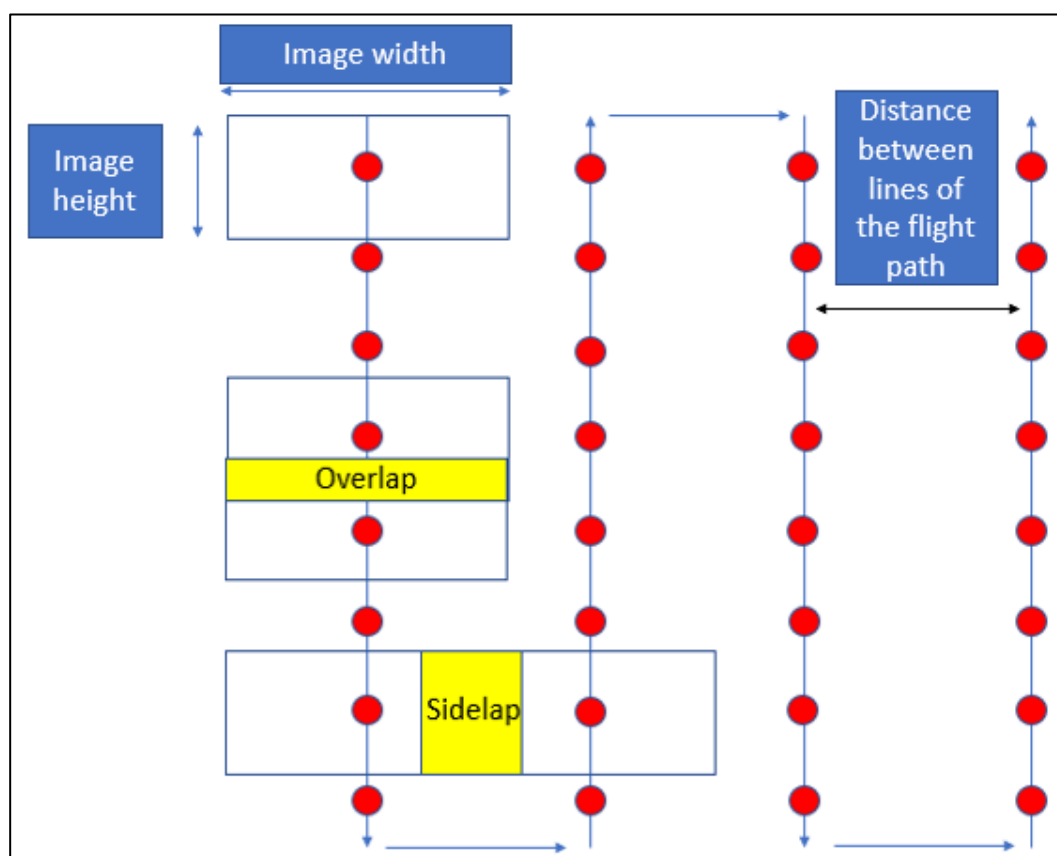 Image width
Image
height
Distance
between
lines of
the flight
path
Overlap
Sidelap